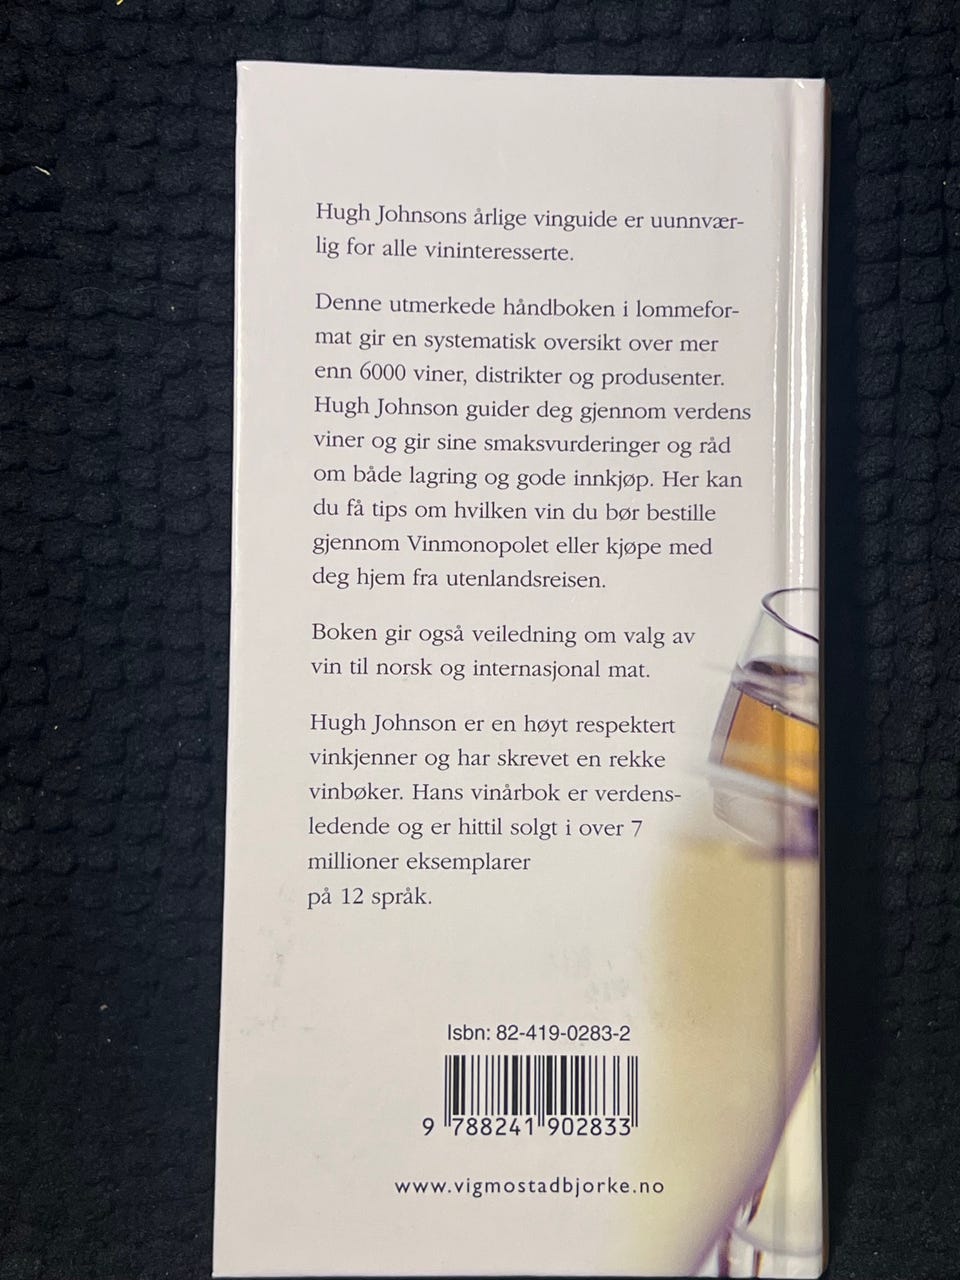 Hugh Johnsons årlige vinguide er uunnvær-
lig for alle vininteresserte.
Denne utmerkede håndboken i lommefor-
mat gir en systematisk oversikt over mer
enn 6000 viner, distrikter og produsenter.
Hugh Johnson guider deg gjennom verdens
viner og gir sine smaksvurderinger og råd
om både lagring og gode innkjøp. Her kan
du få tips om hvilken vin du bør bestille
gjennom Vinmonopolet eller kjøpe med
deg hjem fra utenlandsreisen.
Boken gir også veiledning om valg av
vin til norsk og internasjonal mat.
Hugh Johnson er en høyt respektert
vinkjenner og har skrevet en rekke
vinbøker. Hans vinårbok er verdens-
ledende og er hittil solgt i over 7
millioner eksemplarer
på 12 språk.
Isbn: 82-419-0283-2
9 788241 902833
www.vigmostadbjorke.no